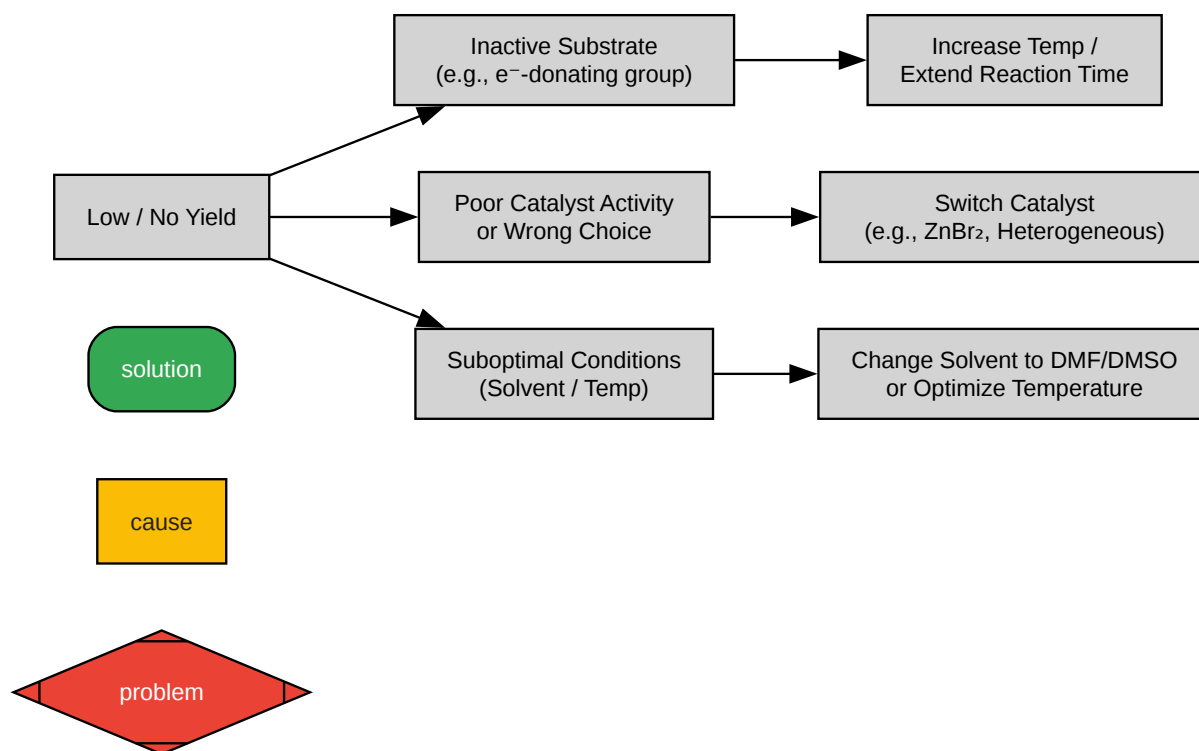 Inactive Substrate
(e.g., e⁻-donating group)
Increase Temp /
Extend Reaction Time
Low / No Yield
Poor Catalyst Activity
or Wrong Choice
Switch Catalyst
(e.g., ZnBr₂, Heterogeneous)
Suboptimal Conditions
(Solvent / Temp)
Change Solvent to DMF/DMSO
or Optimize Temperature
solution
cause
problem